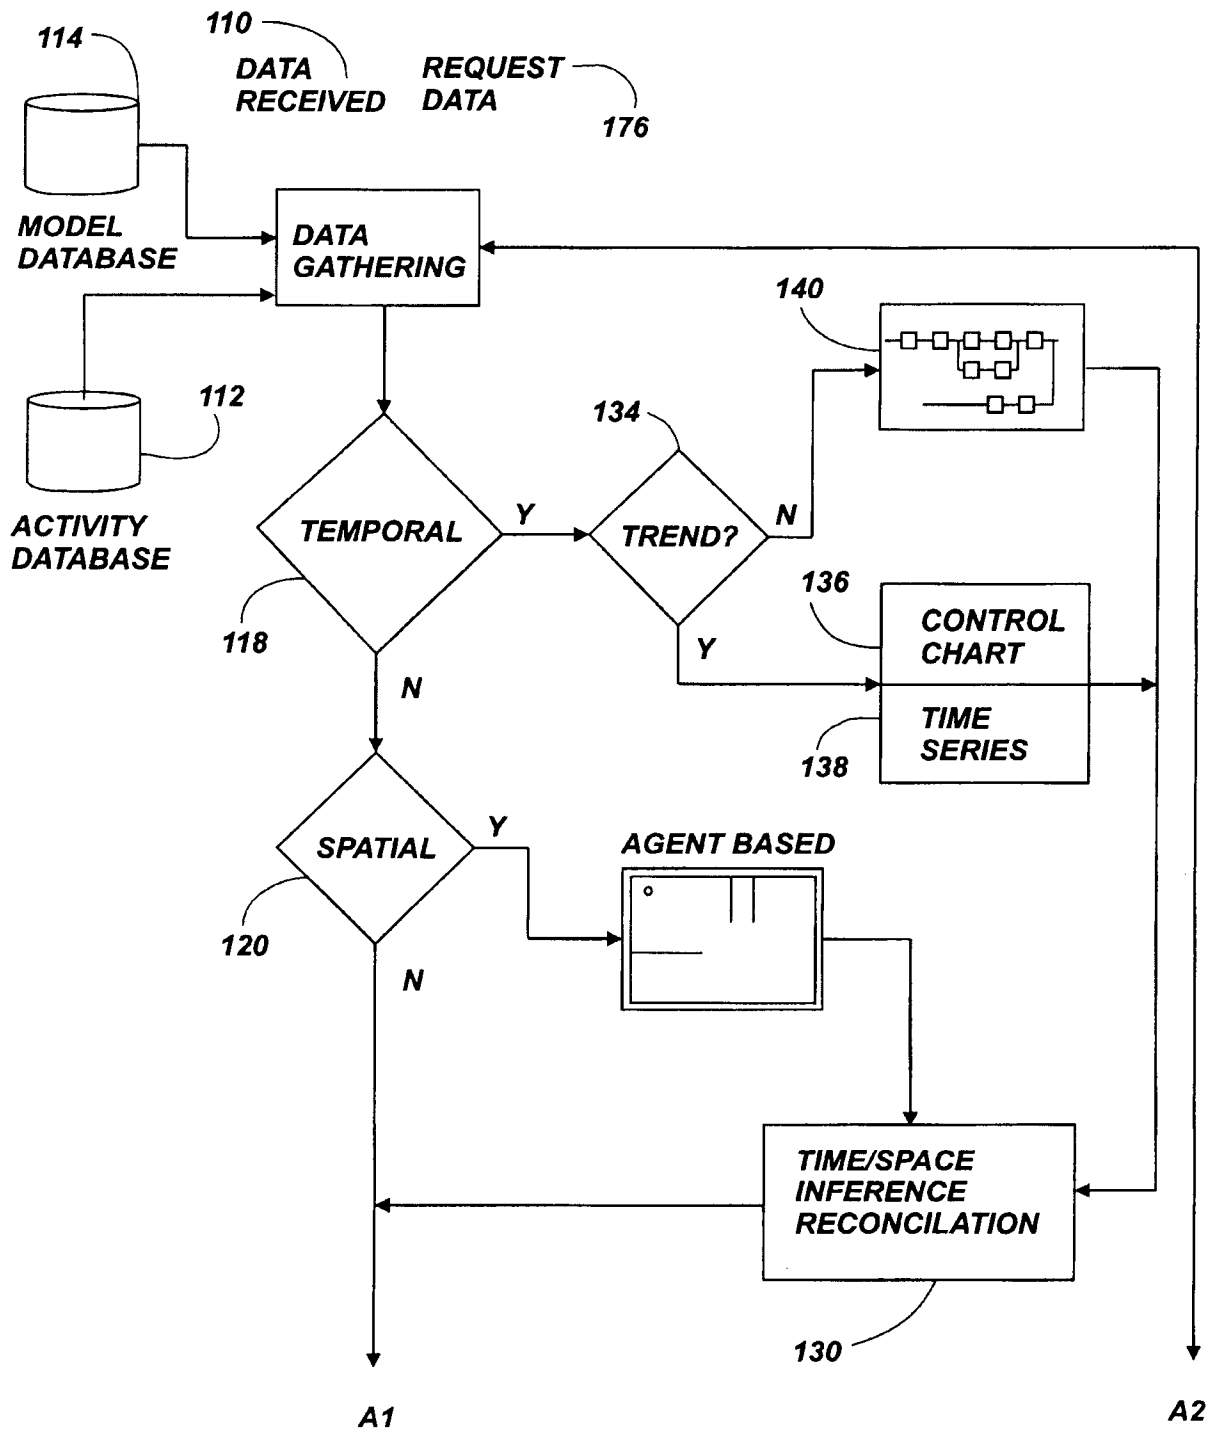 110
114
DATA
RECEIVED
REQUEST
DATA
176
MODEL
DATABASE
DATA
GATHERING
140
112
134
ACTIVITY
DATABASE
TEMPORAL
Y
TREND?
N
118
N
Y
136
CONTROL
CHART
138
TIME
SERIES
SPATIAL
Y
AGENT BASED
120
N
TIME/SPACE
INFERENCE
RECONCILATION
130
A1
A2